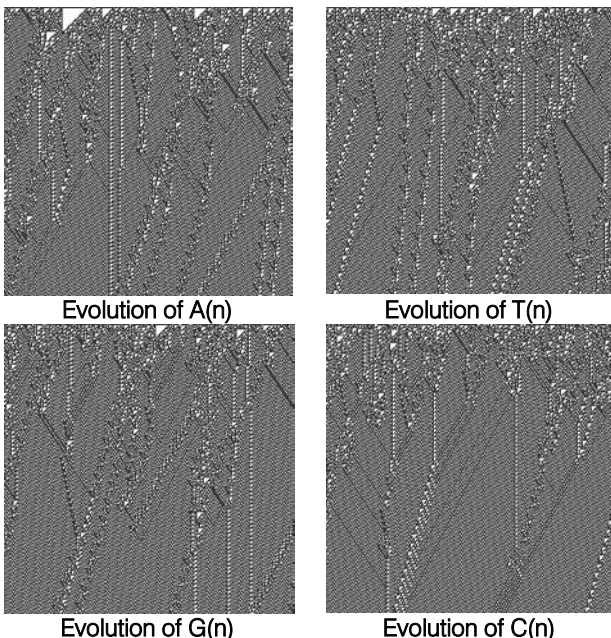 Evolution of A(n)
Evolution of T(n)
Evolution of G(n)
Evolution of C(n)